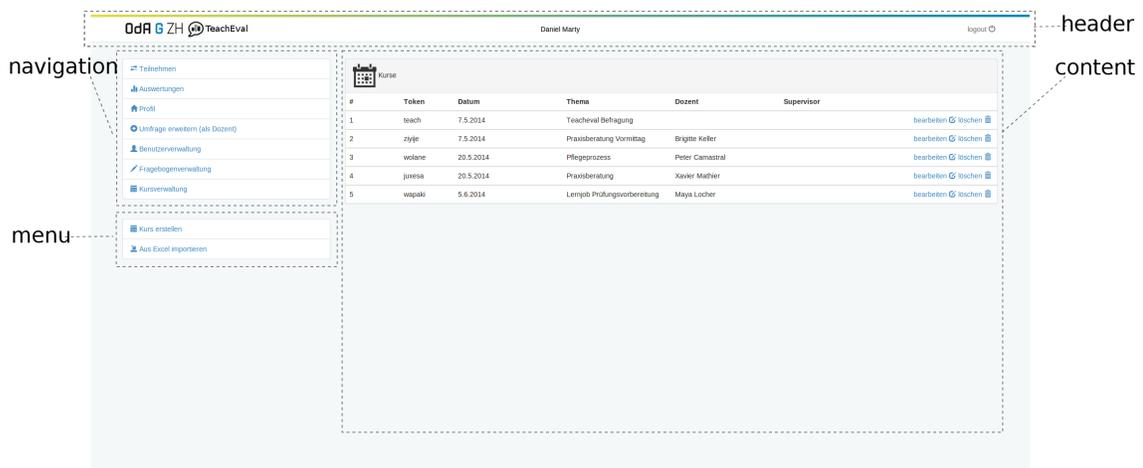 OdA G ZH TeachEval Daniel Marty logout
header
navigation
content
Teilnehmen
Auswertungen
Profil
Umfrage erweitern (als Dozent)
Benutzerverwaltung
Fragebogenverwaltung
Kursverwaltung
menu
Kurs erstellen
Aus Excel importieren
Kurse
# Token Datum Thema Dozent Supervisor
1 teach 7.5.2014 Teacheval Befragung bearbeiten löschen
2 ziyije 7.5.2014 Praxisberatung Vormittag Brigitte Keller bearbeiten löschen
3 wolane 20.5.2014 Pflegeprozess Peter Camastral bearbeiten löschen
4 juxesa 20.5.2014 Praxisberatung Xavier Mathier bearbeiten löschen
5 wapaki 5.6.2014 Lernjob Prüfungsvorbereitung Maya Locher bearbeiten löschen